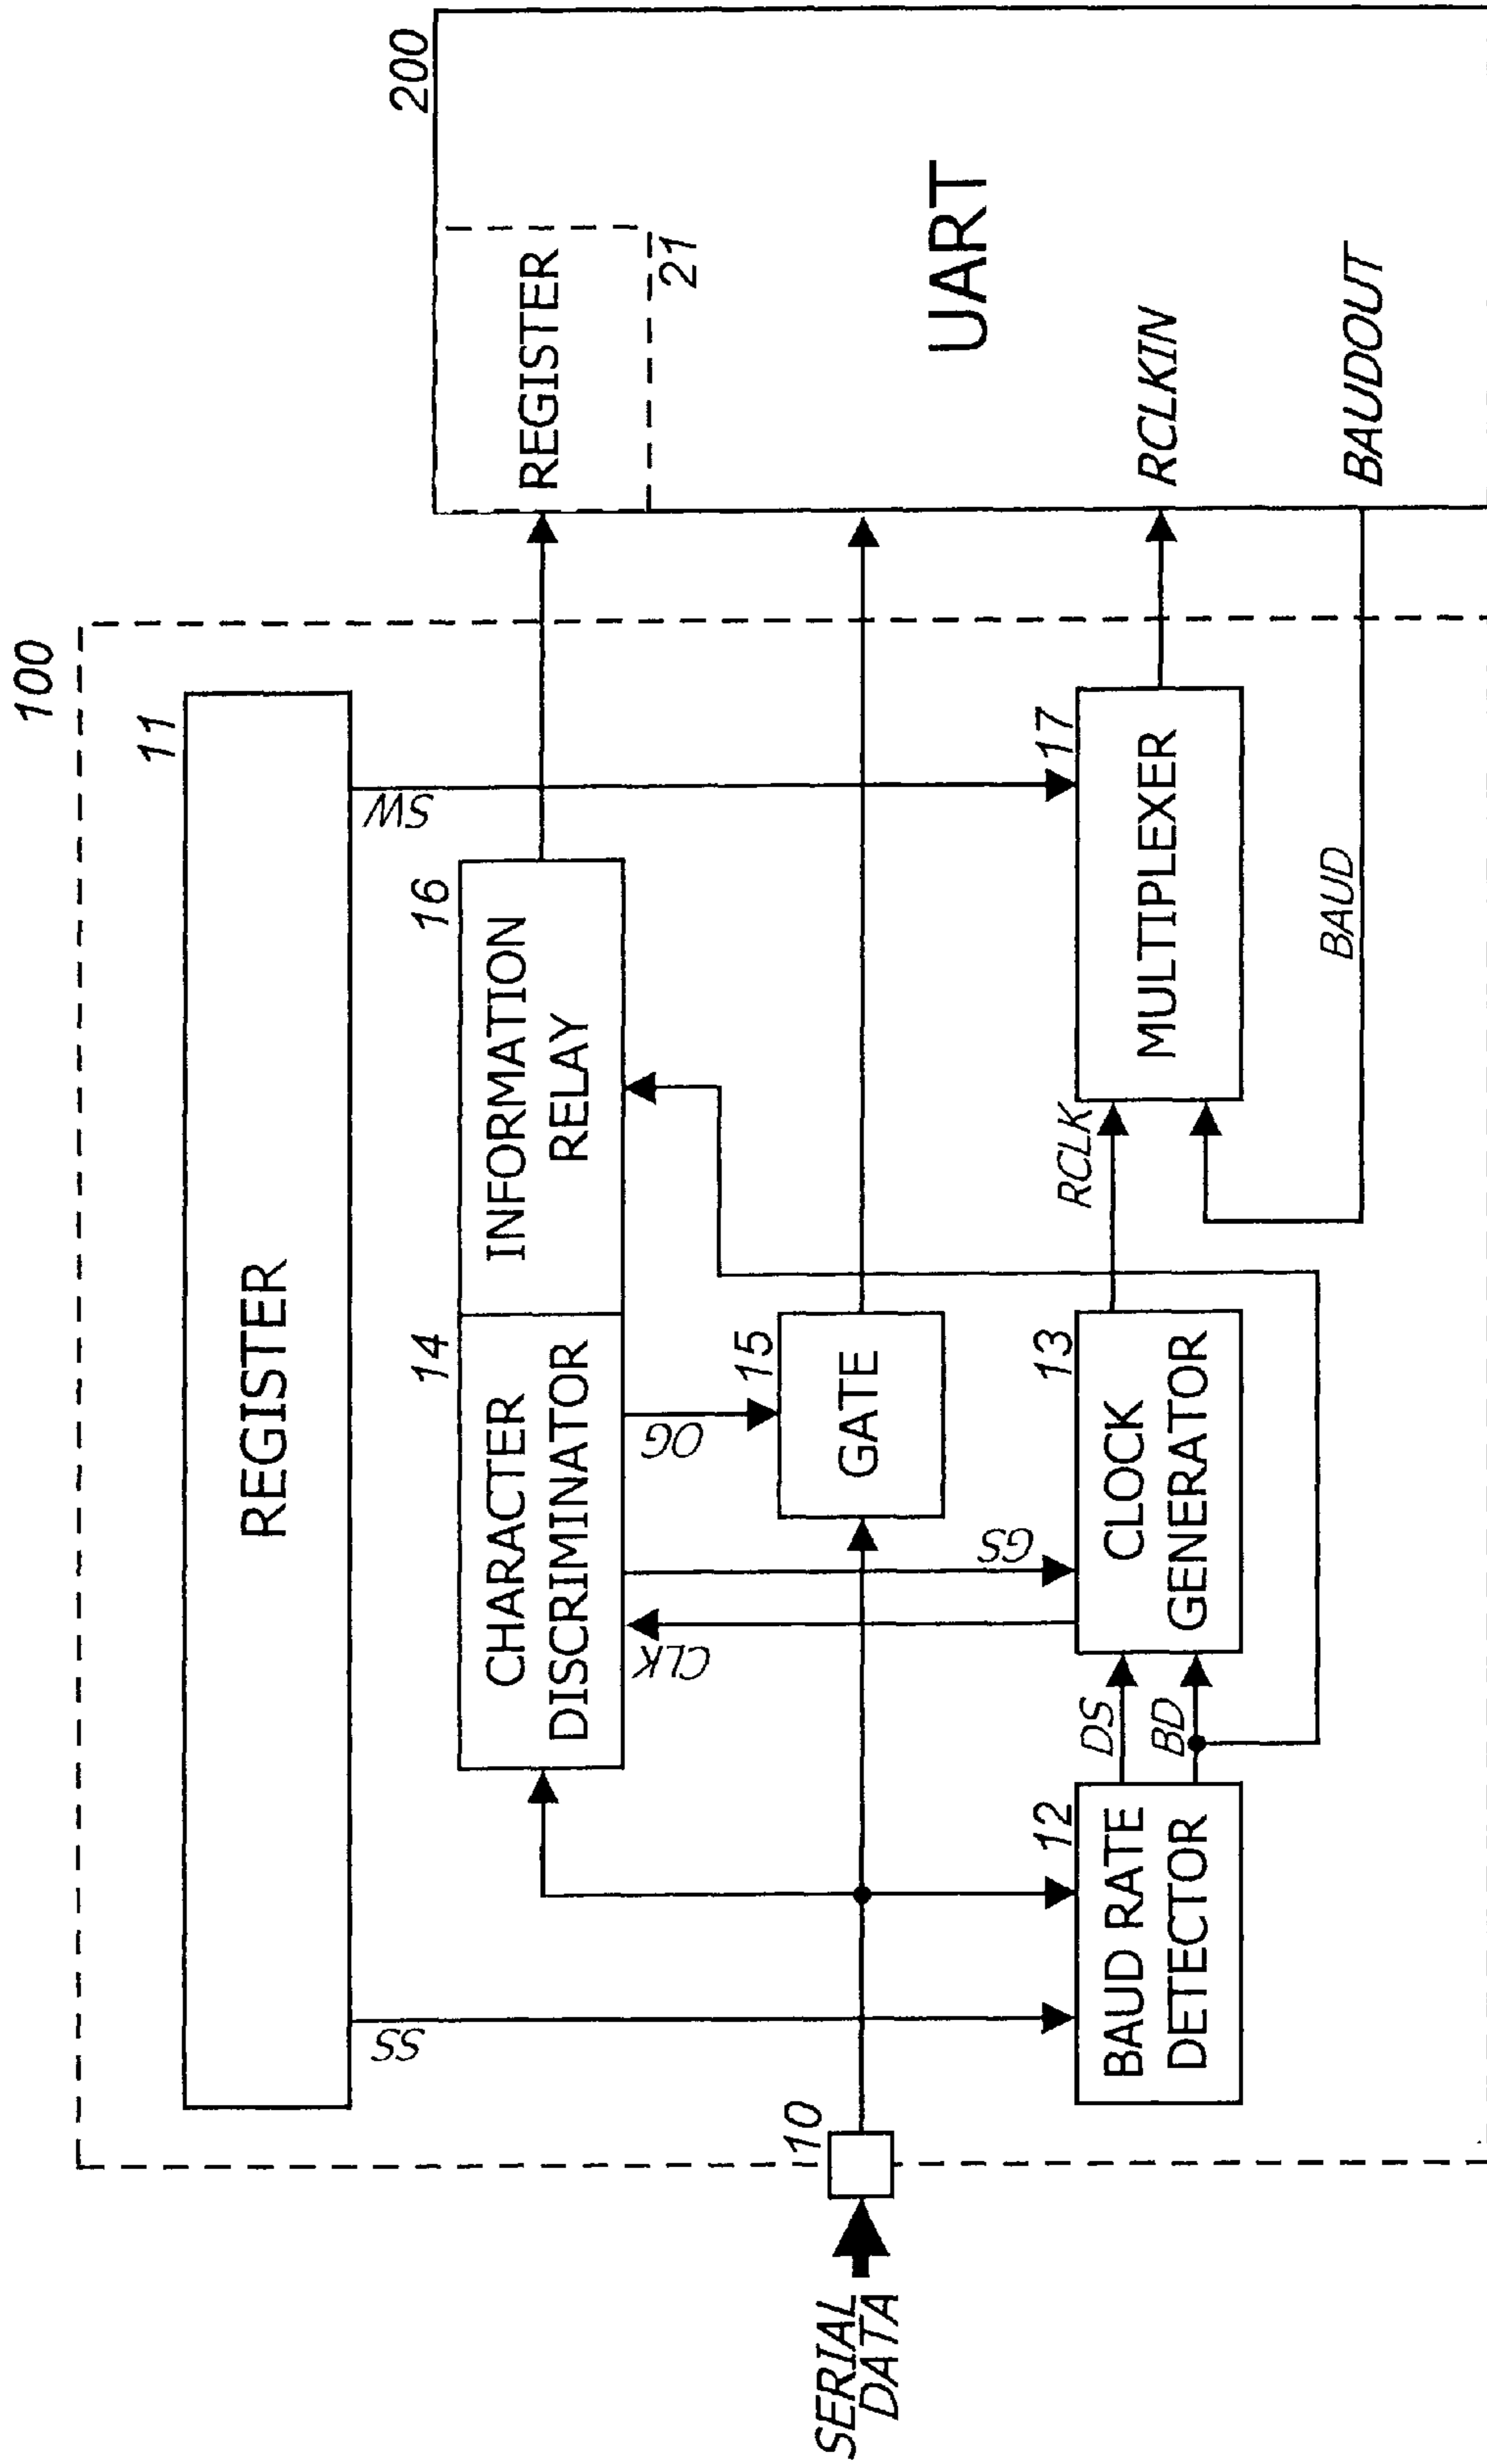 100
11
REGISTER
SS
SW
14
CHARACTER
DISCRIMINATOR
16
INFORMATION
RELAY
CLK
GS
OG
15
GATE
10
SERIAL
DATA
12
BAUD RATE
DETECTOR
DS
BD
13
CLOCK
GENERATOR
RCLK
17
MULTIPLEXER
BAUD
200
REGISTER
21
UART
RCLKIN
BAUDOUT